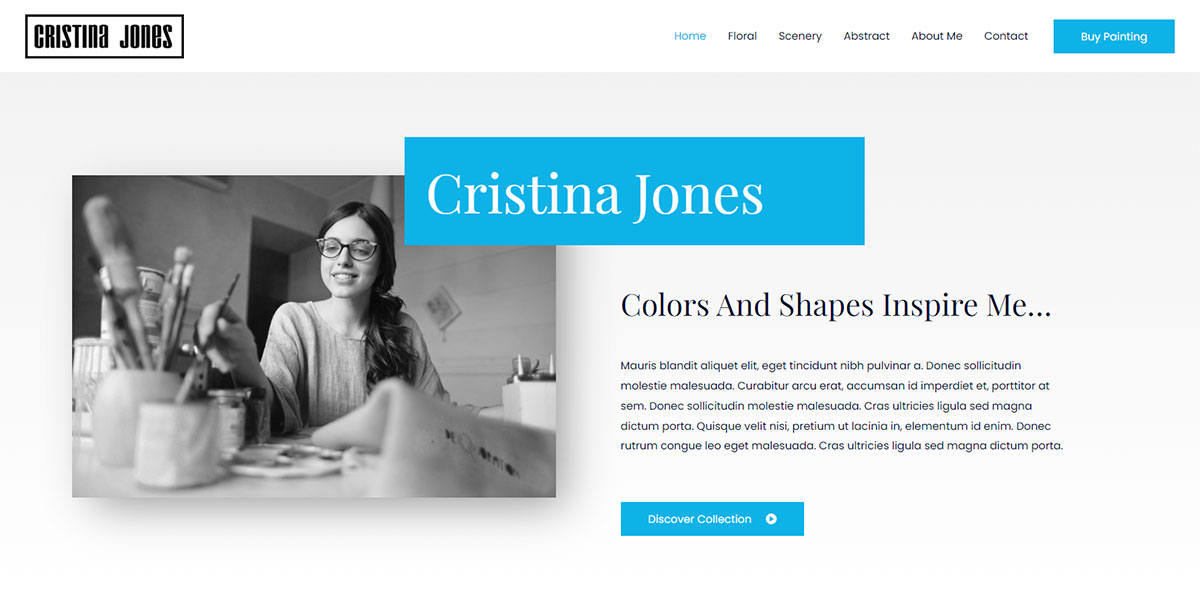 CRISTINA JONES
Home Floral Scenery Abstract About Me Contact Buy Painting
Cristina Jones
Colors And Shapes Inspire Me...
Mauris blandit aliquet elit, eget tincidunt nibh pulvinar a. Donec sollicitudin
molestie malesuada. Curabitur arcu erat, accumsan id imperdiet et, porttitor at
sem. Donec sollicitudin molestie malesuada. Cras ultricies ligula sed magna
dictum porta. Quisque velit nisi, pretium ut lacinia in, elementum id enim. Donec
rutrum congue leo eget malesuada. Cras ultricies ligula sed magna dictum porta.
Discover Collection